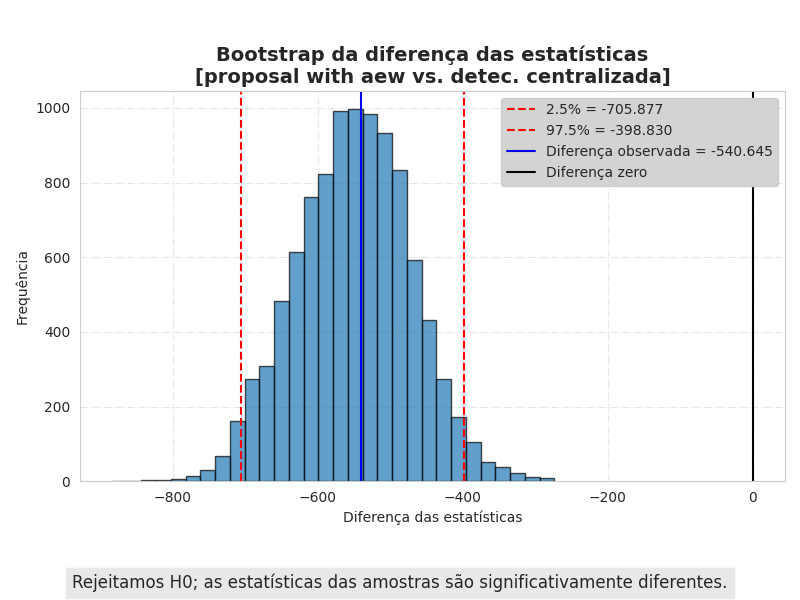 Bootstrap da diferença das estatísticas
[proposal with aew vs. detec. centralizada]
2.5% = -705.877
97.5% = -398.830
Diferença observada = -540.645
Diferença zero
Frequência
1000
800
600
400
200
0
−800
−600
−400
−200
0
Diferença das estatísticas
Rejeitamos H0; as estatísticas das amostras são significativamente diferentes.